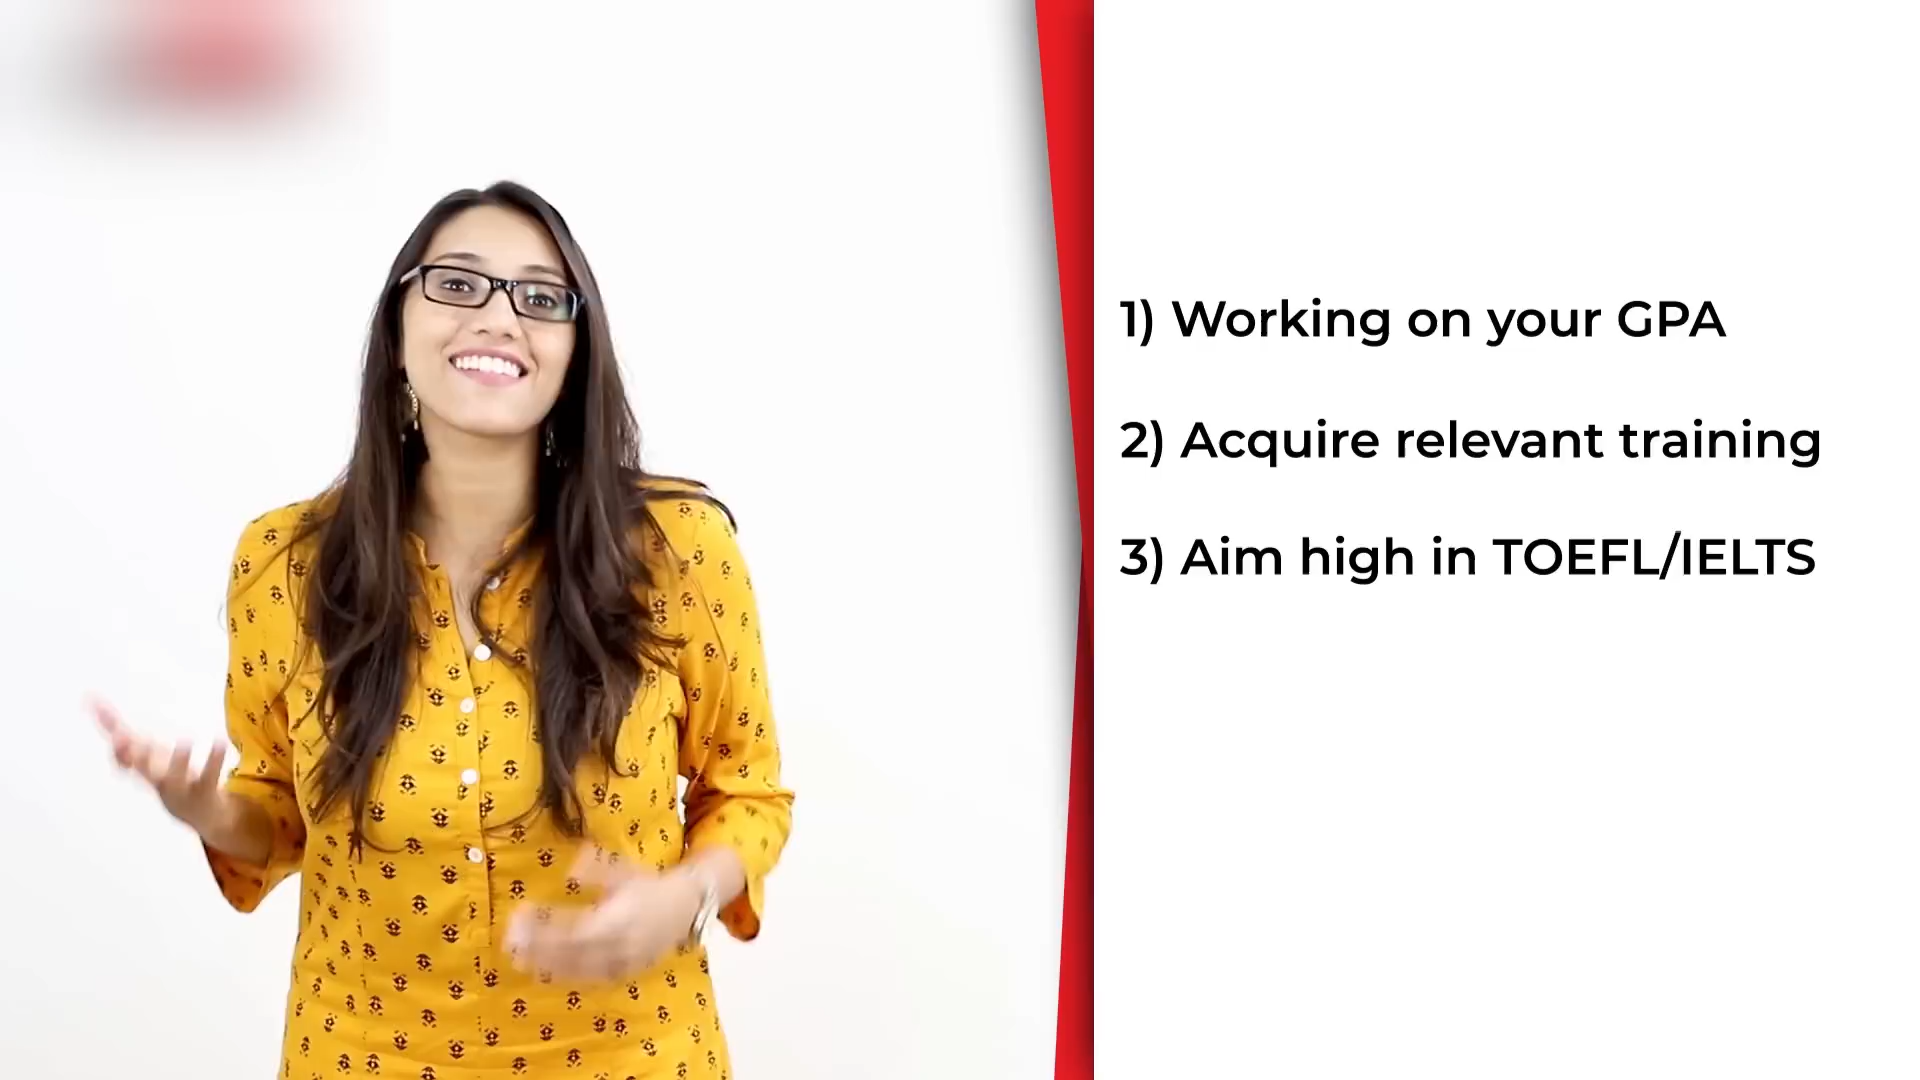 1) Working on your GPA
2) Acquire relevant training
3) Aim high in TOEFL/IELTS